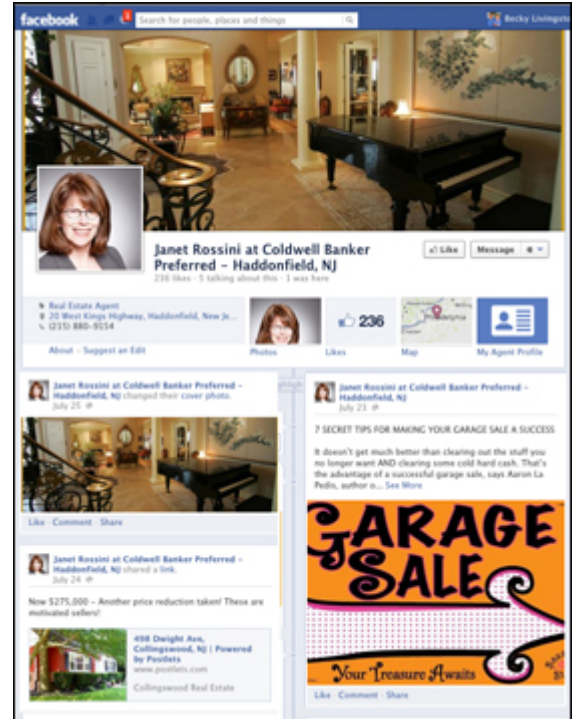 facebook
1
Search for people, places and things
Becky Livingsto
Janet Rossini at Coldwell Banker
Preferred – Haddonfield, NJ
236 likes · 5 talking about this · 1 was here
Like
Message
Real Estate Agent
20 West Kings Highway, Haddonfield, New Je...
(215) 880-9154
About · Suggest an Edit
Photos
236
Likes
Philadelphia
Map
My Agent Profile
Janet Rossini at Coldwell Banker Preferred –
Haddonfield, NJ changed their cover photo.
July 25
Like · Comment · Share
Janet Rossini at Coldwell Banker Preferred –
Haddonfield, NJ shared a link.
July 24
Now $275,000 – Another price reduction taken! These are
motivated sellers!
498 Dwight Ave,
Collingswood, NJ | Powered
by Postlets
www.postlets.com
Collingswood Real Estate
Janet Rossini at Coldwell Banker Preferred –
Haddonfield, NJ
July 23
7 SECRET TIPS FOR MAKING YOUR GARAGE SALE A SUCCESS
It doesn't get much better than clearing out the stuff you
no longer want AND clearing some cold hard cash. That's
the advantage of a successful garage sale, says Aaron La
Pedis, author o... See More
GARAGE
SALE
Your Treasure Awaits
Like · Comment · Share